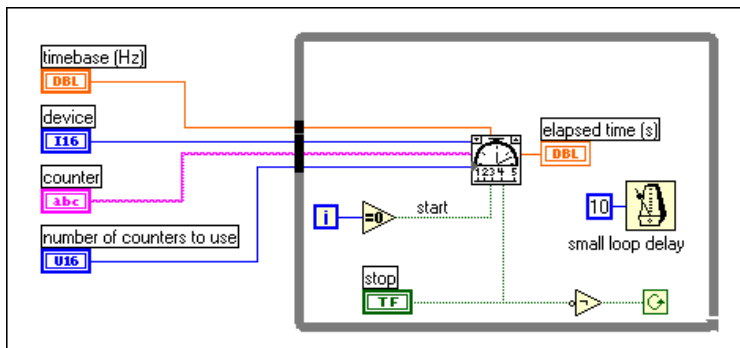 timebase (Hz)
DBL
device
I16
counter
abc
number of counters to use
U16
1 2 3 4 5
elapsed time (s)
DBL
i
=0
start
10
small loop delay
stop
TF